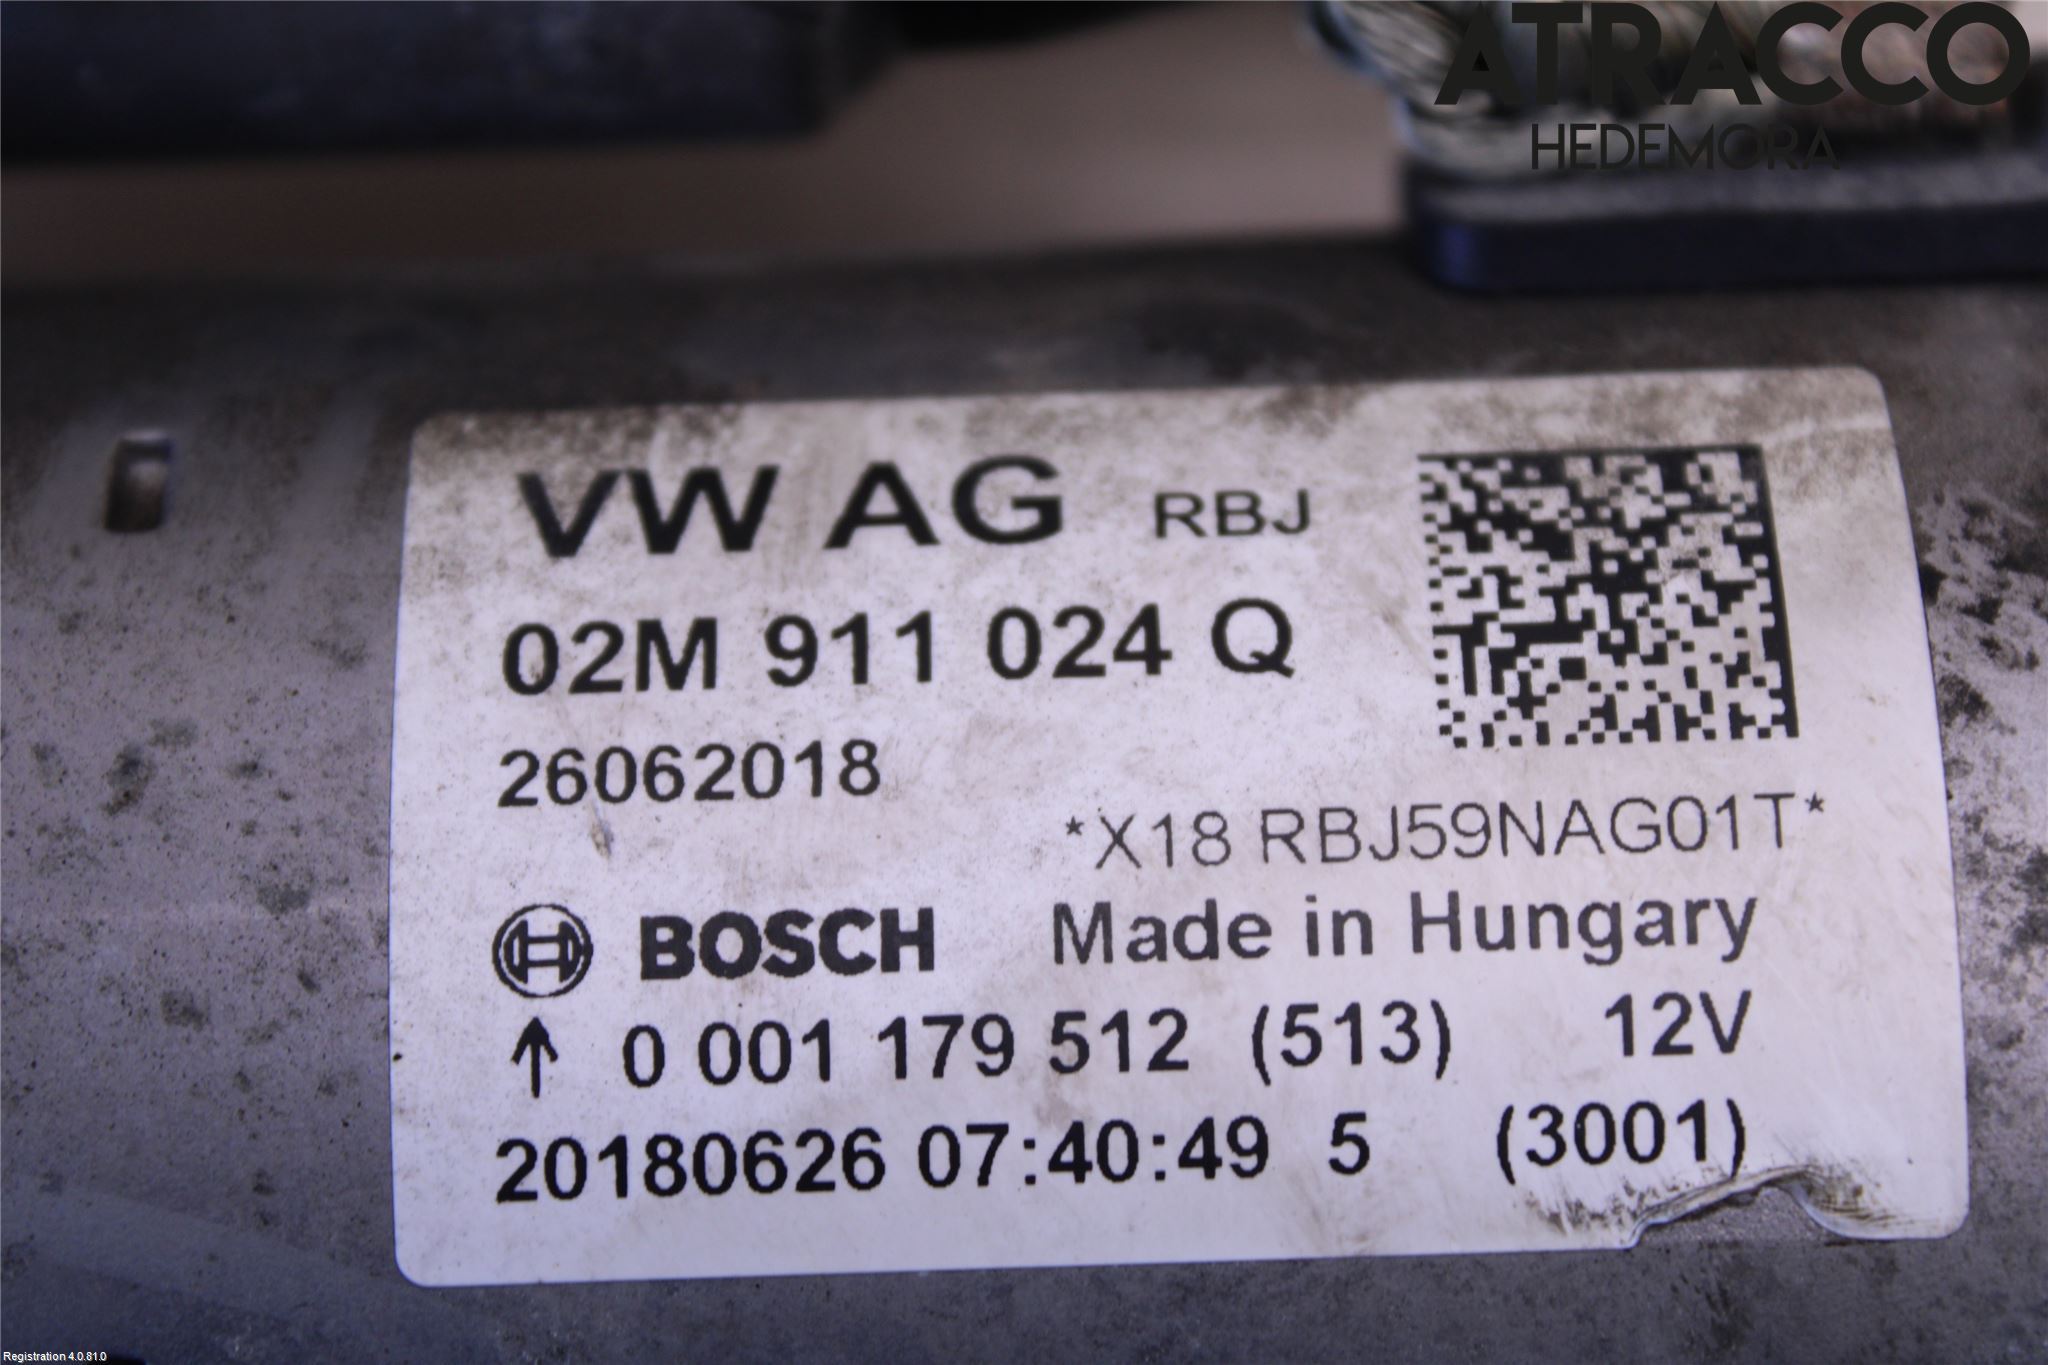 ATRACCO
HEDEMORA
VW AG RBJ
02M 911 024 Q
26062018
*X18 RBJ59NAG01T*
BOSCH Made in Hungary
↑ 0 001 179 512 (513) 12V
20180626 07:40:49 5 (3001)
Registration 4.0.81.0